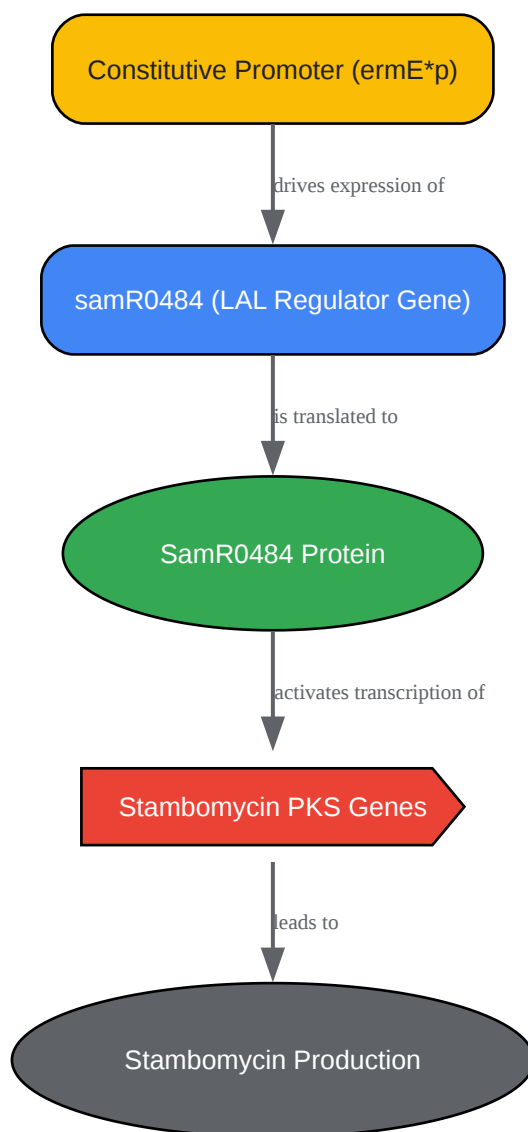 Constitutive Promoter (ermE*p)
drives expression of
samR0484 (LAL Regulator Gene)
is translated to
SamR0484 Protein
activates transcription of
Stambomycin PKS Genes
leads to
Stambomycin Production